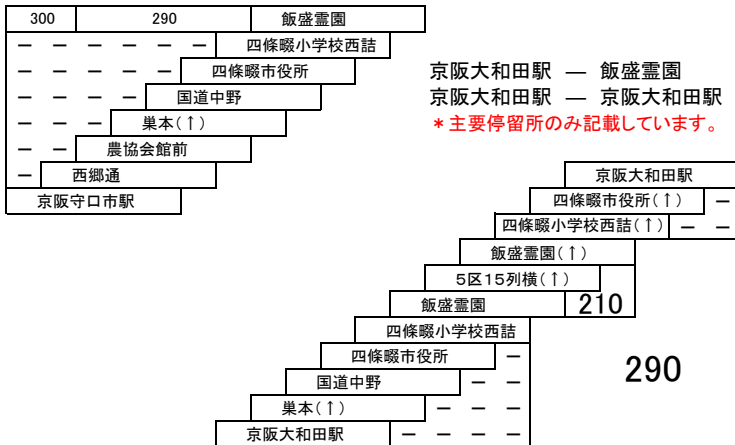 300 290 飯盛霊園
－ － － － － － 四條畷小学校西詰
－ － － － － 四條畷市役所
－ － － － 国道中野
－ － － 巣本(↑)
－ － 農協会館前
－ 西郷通
京阪守口市駅
京阪大和田駅 ― 飯盛霊園
京阪大和田駅 ― 京阪大和田駅
＊主要停留所のみ記載しています。
京阪大和田駅
四條畷市役所(↑) －
四條畷小学校西詰(↑) － －
飯盛霊園(↑)
5区15列横(↑)
飯盛霊園 210
四條畷小学校西詰
四條畷市役所 － 290
国道中野 － －
巣本(↑) － － －
京阪大和田駅 － － － －